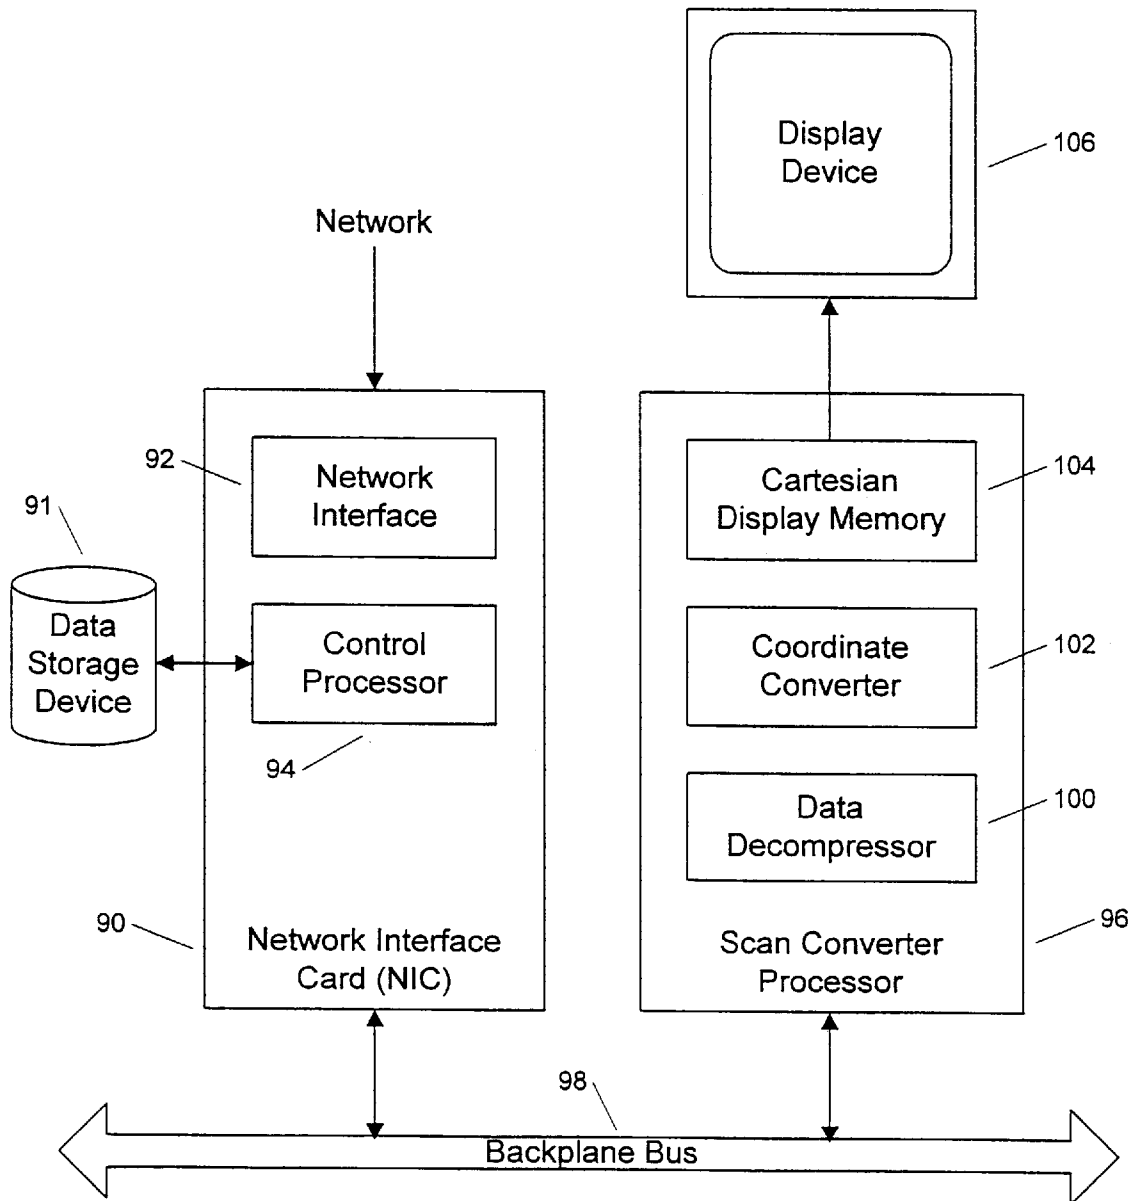 Display
Device
106
Network
92
Network
Interface
91
Data
Storage
Device
Control
Processor
94
90
Network Interface
Card (NIC)
Cartesian
Display Memory
104
Coordinate
Converter
102
Data
Decompressor
100
Scan Converter
Processor
96
98
Backplane Bus